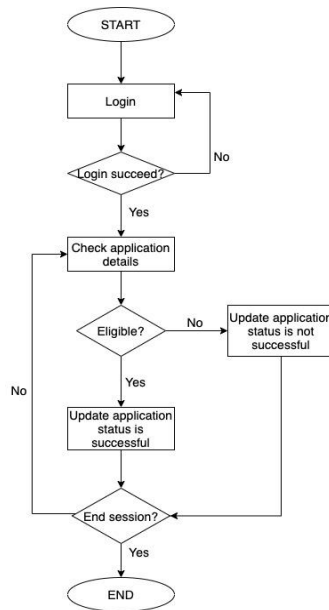 START
Login
No
Login succeed?
Yes
Check application
details
Eligible?
No
Update application
status is not
successful
Yes
No
Update application
status is
successful
End session?
Yes
END